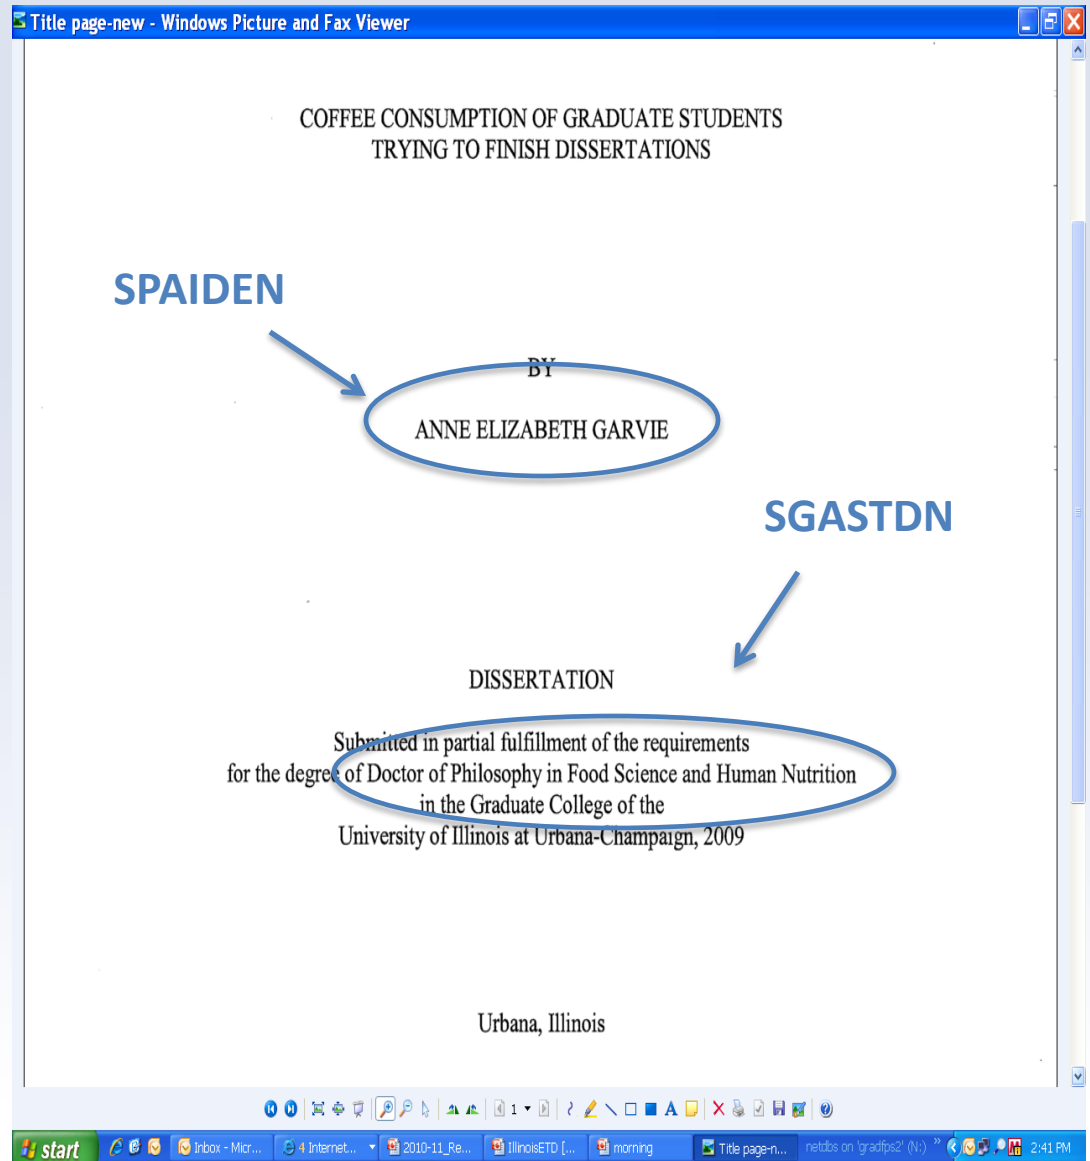 Title page-new - Windows Picture and Fax Viewer
COFFEE CONSUMPTION OF GRADUATE STUDENTS
TRYING TO FINISH DISSERTATIONS
SPAIDEN
BY
ANNE ELIZABETH GARVIE
SGASTDN
DISSERTATION
Submitted in partial fulfillment of the requirements
for the degree of Doctor of Philosophy in Food Science and Human Nutrition
in the Graduate College of the
University of Illinois at Urbana-Champaign, 2009
Urbana, Illinois
1
start Inbox - Micr... 4 Internet... 2010-11_Re... IllinoisETD [... morning Title page-n... netdbs on 'gradfps2' (N:) » 2:41 PM